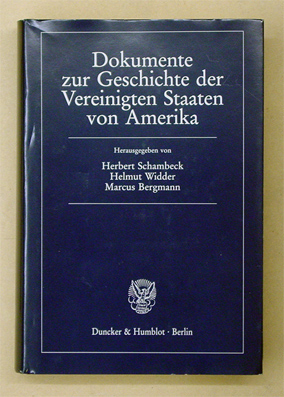 Dokumente
zur Geschichte der
Vereinigten Staaten
von Amerika
Herausgegeben von
Herbert Schambeck
Helmut Widder
Marcus Bergmann
Duncker & Humblot · Berlin